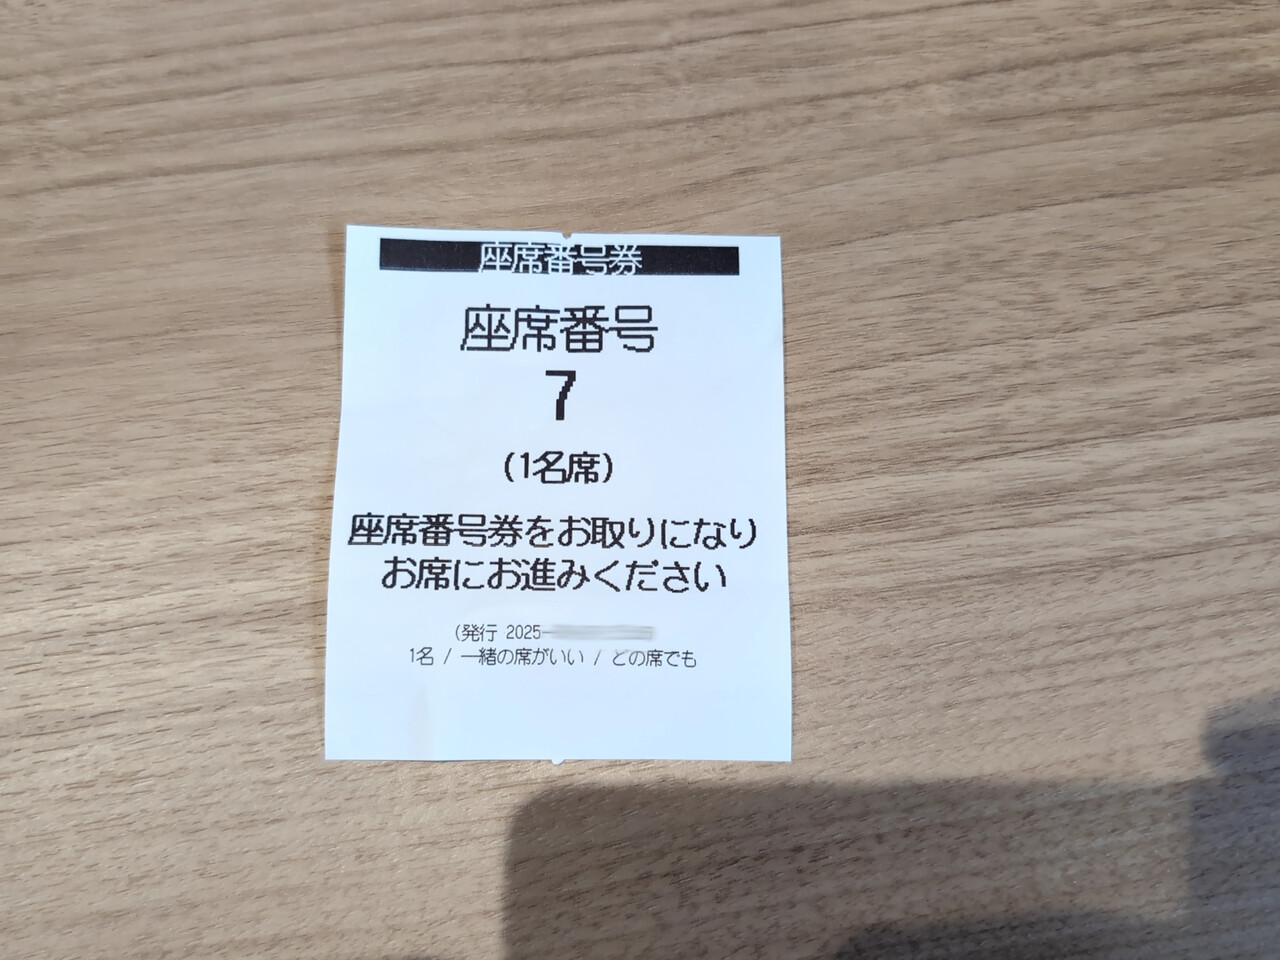 座席番号券
座席番号
7
(1名席)
座席番号券をお取りになり
お席にお進みください
(発行 2025-
1名 / 一緒の席がいい / どの席でも